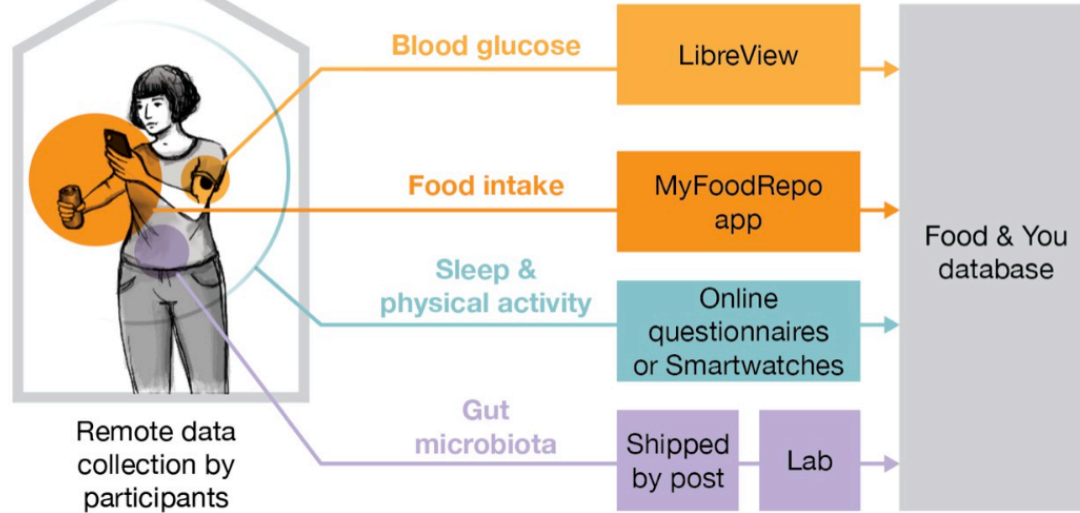 Blood glucose
LibreView
Food intake
MyFoodRepo
app
Sleep &
physical activity
Online
questionnaires
or Smartwatches
Gut
microbiota
Shipped
by post
Lab
Food & You
database
Remote data
collection by
participants